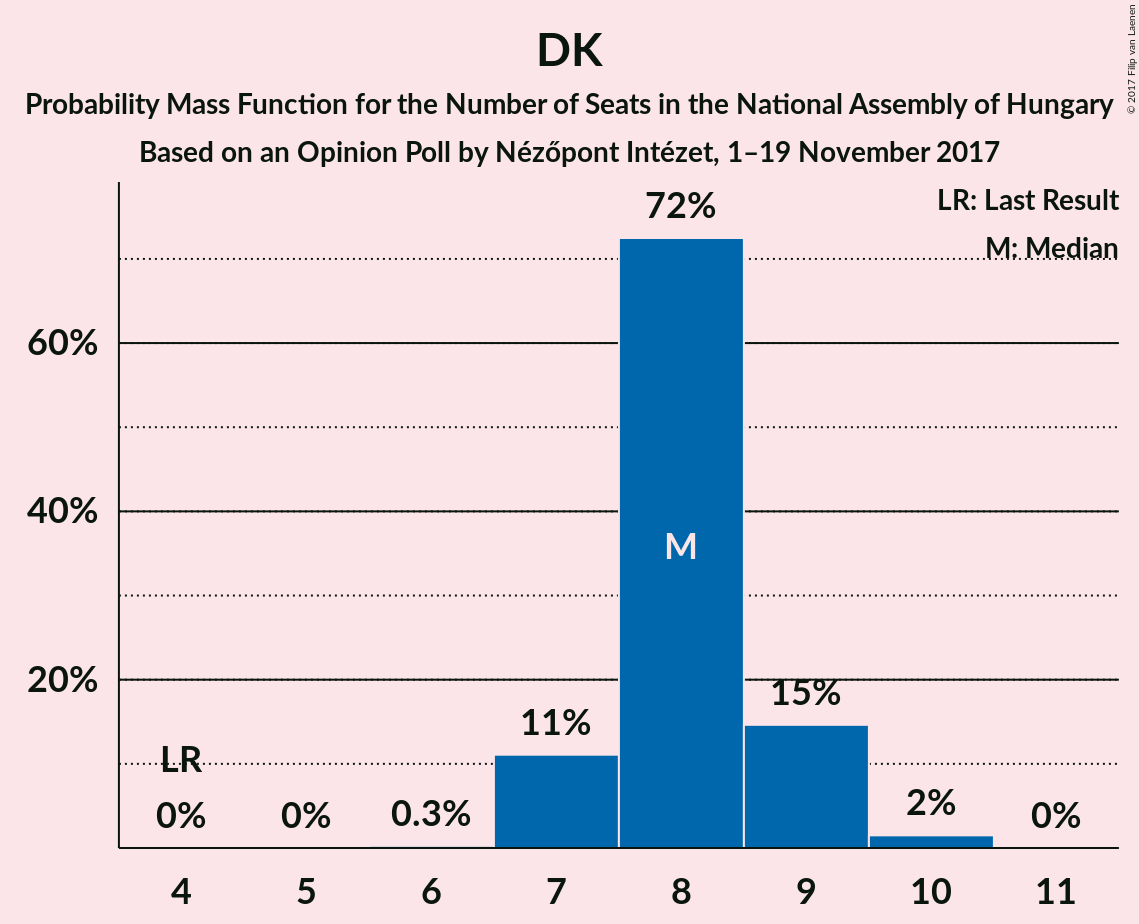 DK
Probability Mass Function for the Number of Seats in the National Assembly of Hungary
Based on an Opinion Poll by Nézőpont Intézet, 1–19 November 2017
© 2017 Filip van Laenen
LR: Last Result
M: Median
72%
60%
40%
M
20%
15%
11%
LR
0%
0%
0.3%
2%
0%
4 5 6 7 8 9 10 11